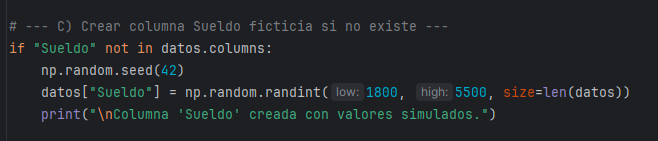 # --- C) Crear columna Sueldo ficticia si no existe ---
if "Sueldo" not in datos.columns:
    np.random.seed(42)
    datos["Sueldo"] = np.random.randint( low: 1800, high: 5500, size=len(datos))
    print("\nColumna 'Sueldo' creada con valores simulados.")